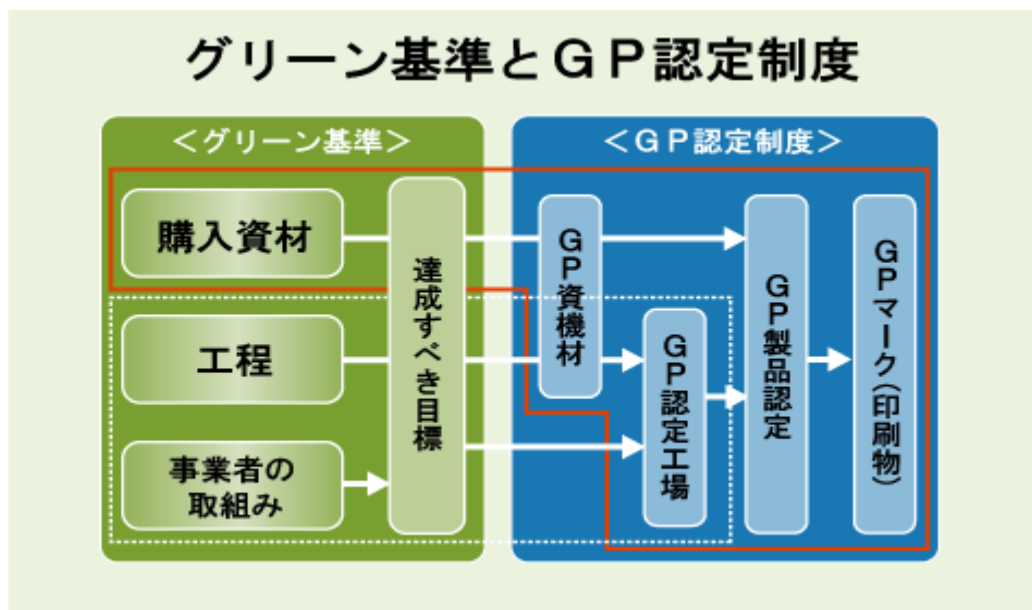 グリーン基準とGP認定制度
＜グリーン基準＞
購入資材
工程
事業者の
取組み
達成すべき目標
＜GP認定制度＞
GP資機材
GP認定工場
GP製品認定
GPマーク(印刷物)